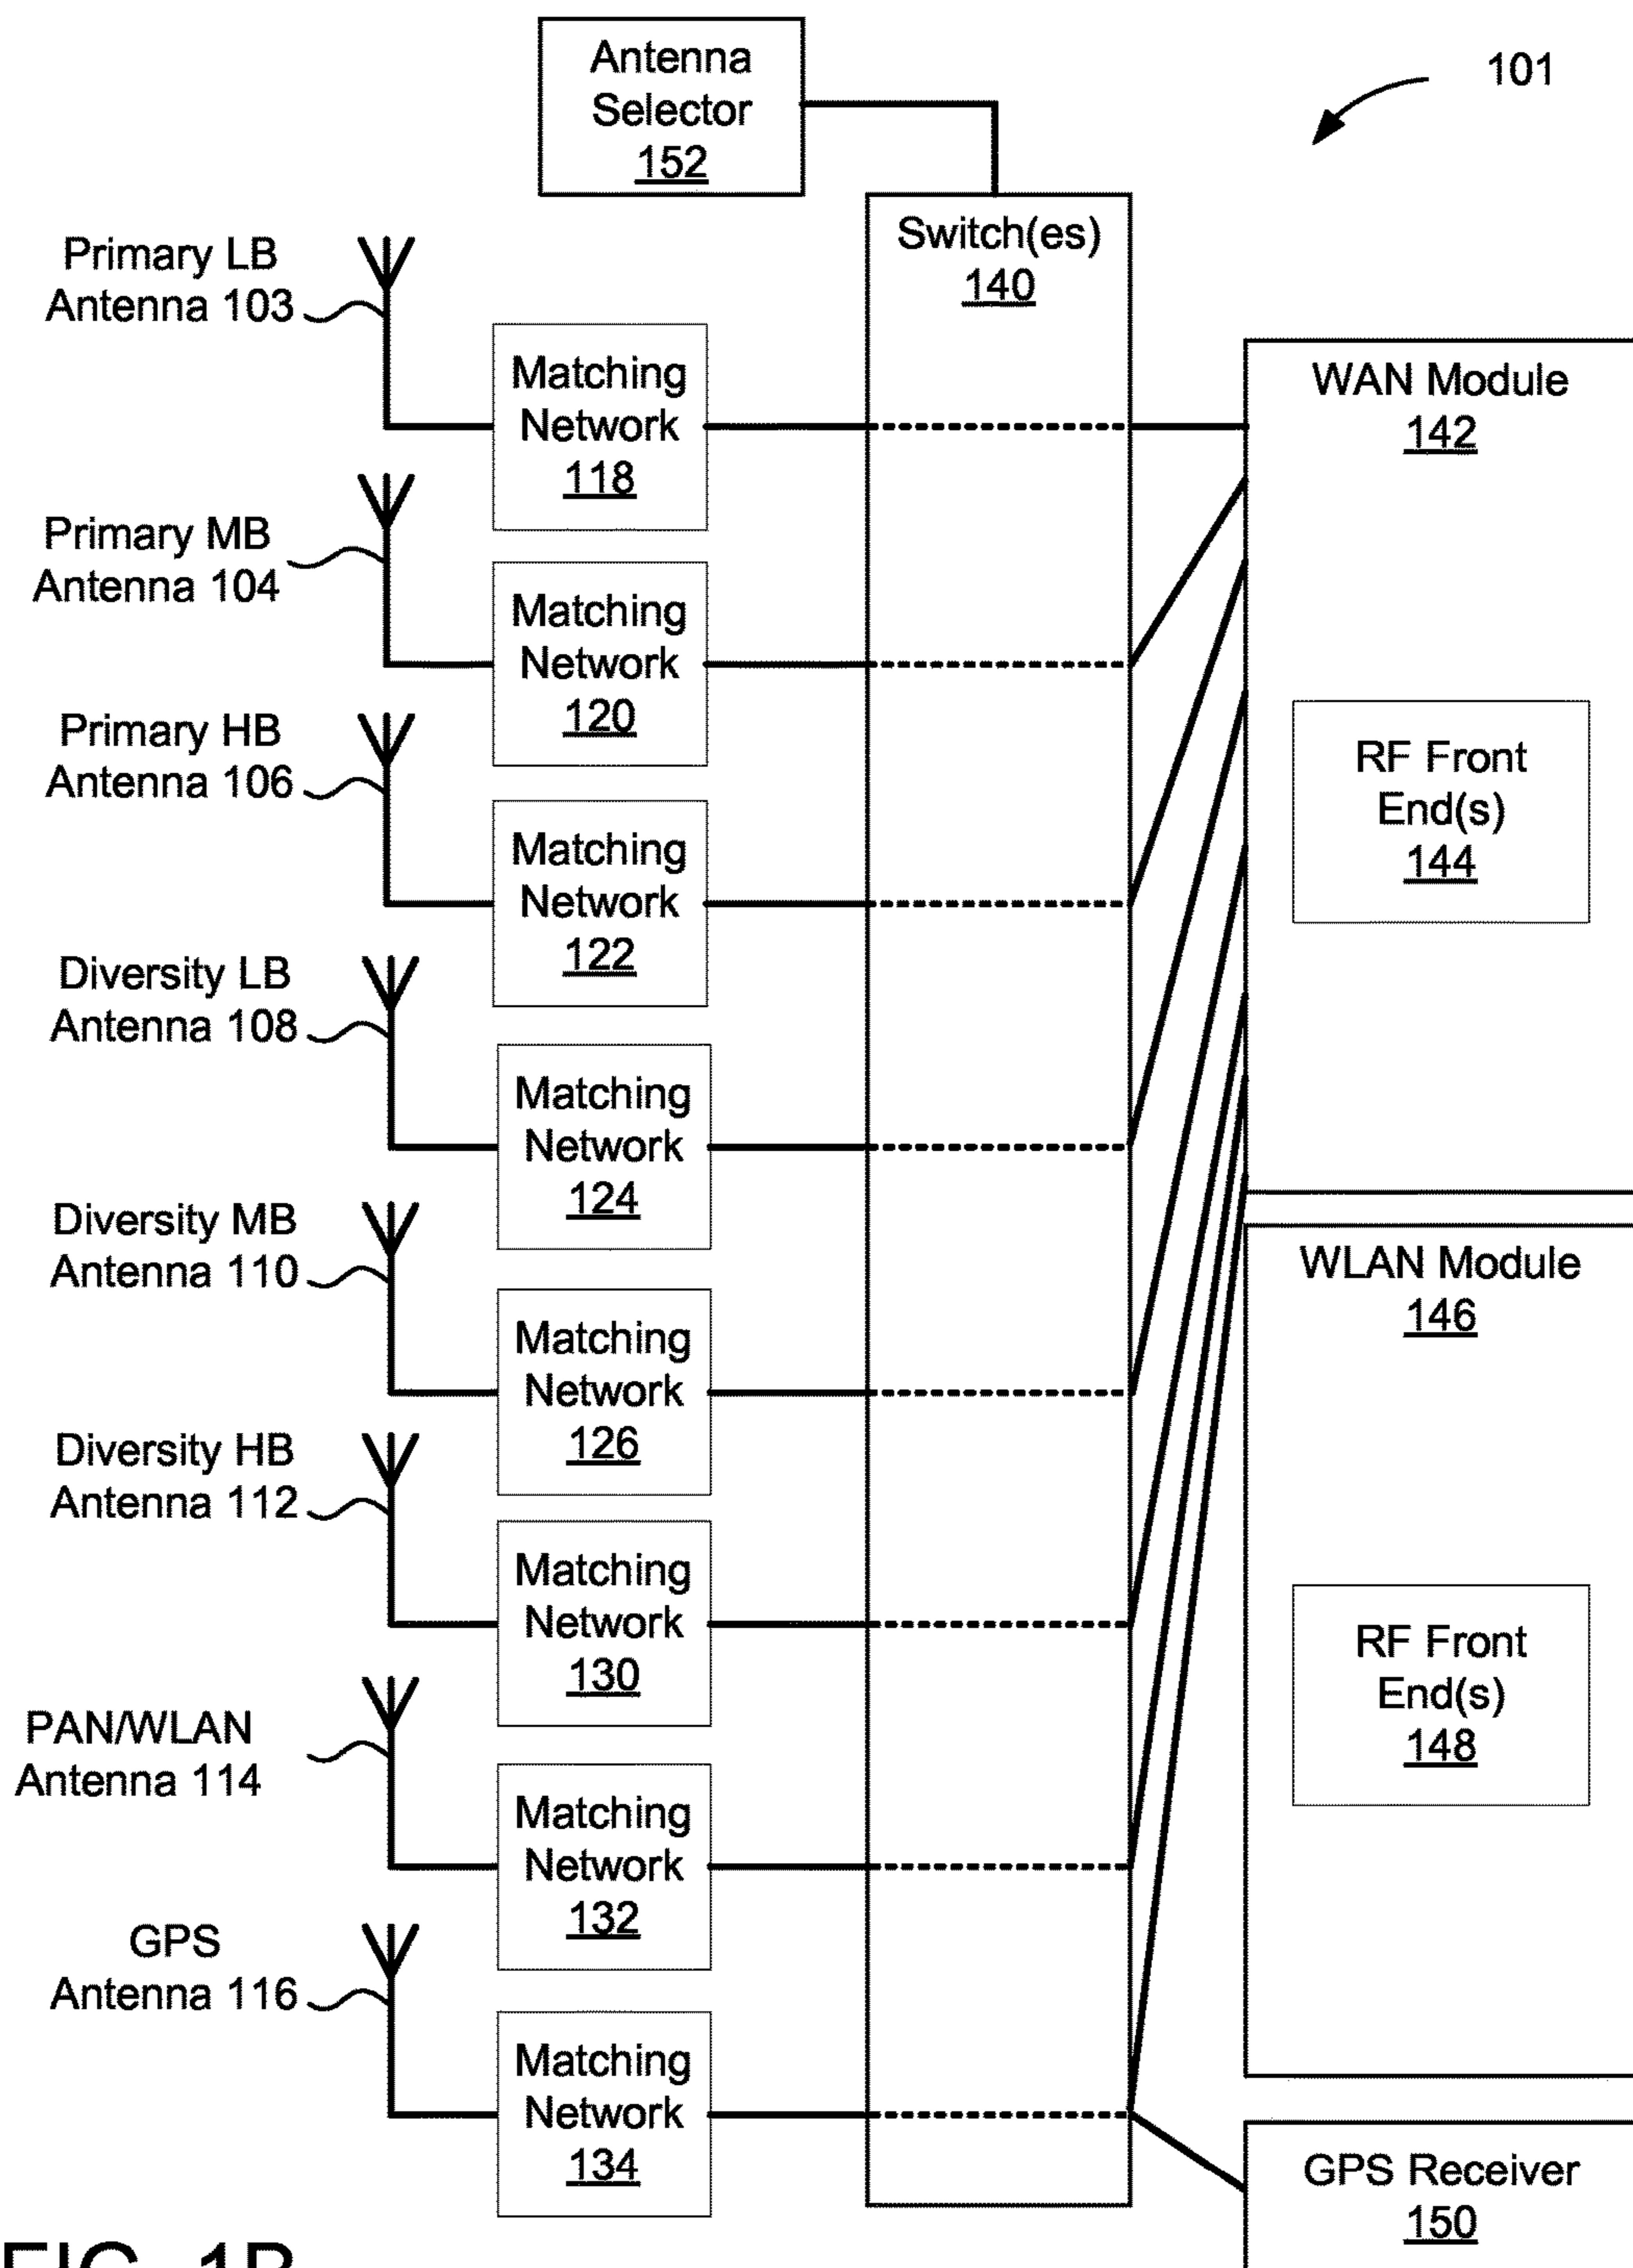 Antenna
Selector
152
101
Switch(es)
140
Primary LB
Antenna 103
Matching
Network
118
WAN Module
142
Primary MB
Antenna 104
Matching
Network
120
Primary HB
Antenna 106
RF Front
End(s)
144
Matching
Network
122
Diversity LB
Antenna 108
Matching
Network
124
Diversity MB
Antenna 110
WLAN Module
146
Matching
Network
126
Diversity HB
Antenna 112
Matching
Network
130
RF Front
End(s)
148
PAN/WLAN
Antenna 114
Matching
Network
132
GPS
Antenna 116
Matching
Network
134
GPS Receiver
150
FIG. 1B